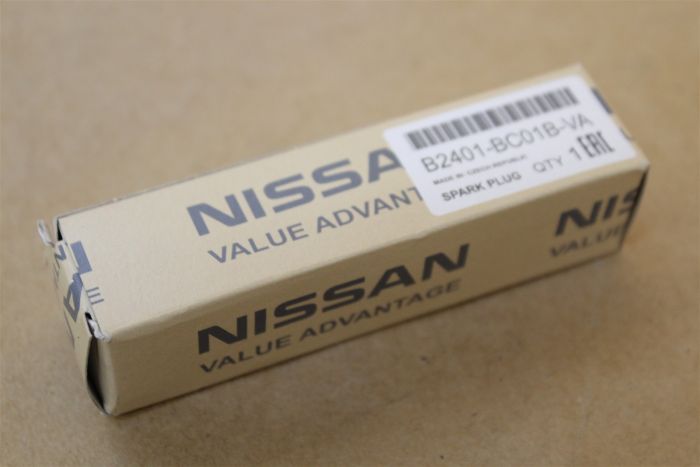 B2401-BC01B-VA
MADE IN: CZECH REPUBLIC
SPARK PLUG QTY 1 EAC
NISSAN
VALUE ADVANT
NISSAN
VALUE ADVANTAGE
NIS
VALUE